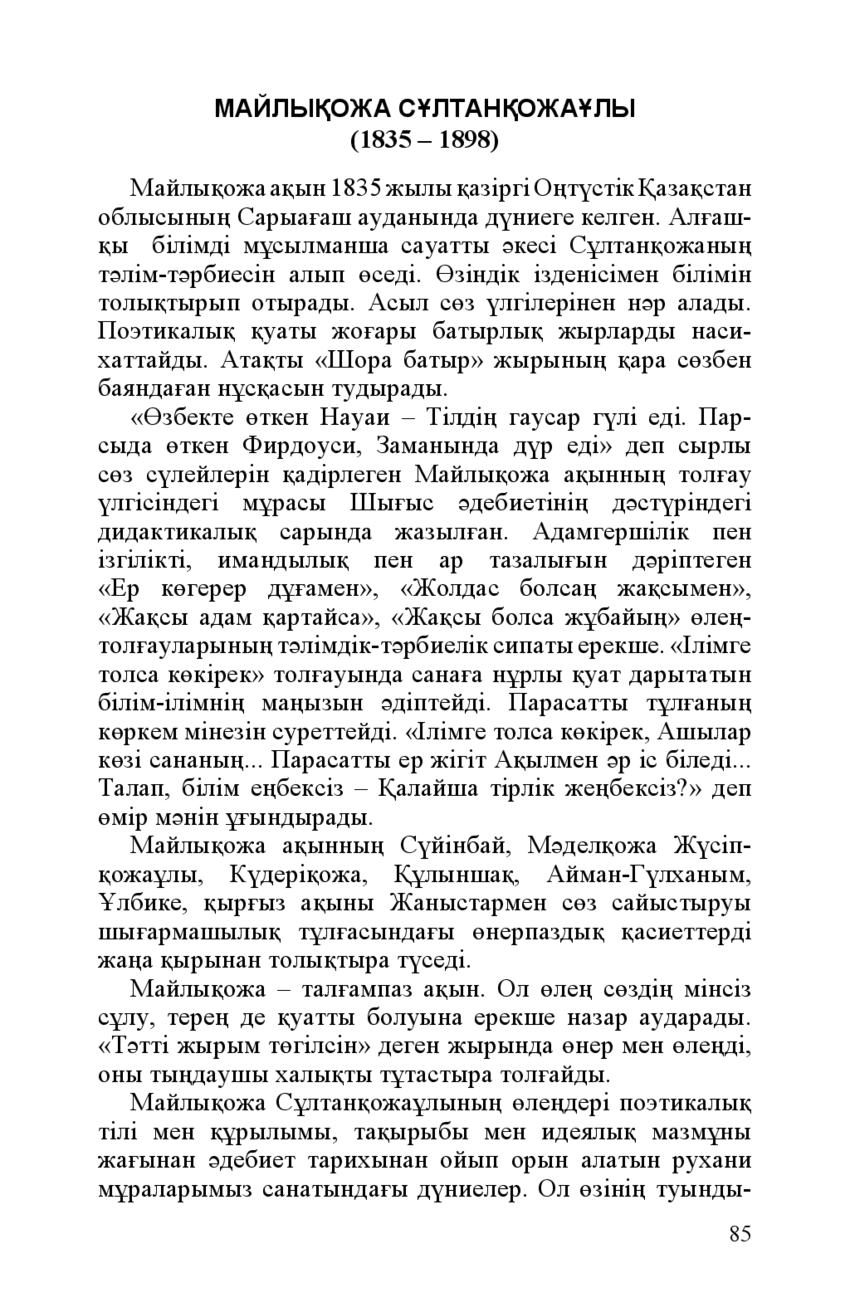 МАЙЛЫҚОЖА СҰЛТАНҚОЖАҰЛЫ
(1835 – 1898)
Майлықожа ақын 1835 жылы қазіргі Оңтүстік Қазақстан
облысының Сарыағаш ауданында дүниеге келген. Алғаш-
қы білімді мұсылманша сауатты әкесі Сұлтанқожаның
тәлім-тәрбиесін алып өседі. Өзіндік ізденісімен білімін
толықтырып отырады. Асыл сөз үлгілерінен нәр алады.
Поэтикалық қуаты жоғары батырлық жырларды наси-
хаттайды. Атақты «Шора батыр» жырының қара сөзбен
баяндаған нұсқасын тудырады.
«Өзбекте өткен Науаи – Тілдің гаусар гүлі еді. Пар-
сыда өткен Фирдоуси, Заманында дүр еді» деп сырлы
сөз сүлейлерін қадірлеген Майлықожа ақынның толғау
үлгісіндегі мұрасы Шығыс әдебиетінің дәстүріндегі
дидактикалық сарында жазылған. Адамгершілік пен
ізгілікті, имандылық пен ар тазалығын дәріптеген
«Ер көгерер дұғамен», «Жолдас болсаң жақсымен»,
«Жақсы адам қартайса», «Жақсы болса жұбайың» өлең-
толғауларының тәлімдік-тәрбиелік сипаты ерекше. «Ілімге
толса көкірек» толғауында санаға нұрлы қуат дарытатын
білім-ілімнің маңызын әдіптейді. Парасатты тұлғаның
көркем мінезін суреттейді. «Ілімге толса көкірек, Ашылар
көзі сананың... Парасатты ер жігіт Ақылмен әр іс біледі...
Талап, білім еңбексіз – Қалайша тірлік жеңбексіз?» деп
өмір мәнін ұғындырады.
Майлықожа ақынның Сүйінбай, Мәделқожа Жүсіп-
қожаұлы, Күдеріқожа, Құлыншақ, Айман-Гүлханым,
Ұлбике, қырғыз ақыны Жаныстармен сөз сайыстыруы
шығармашылық тұлғасындағы өнерпаздық қасиеттерді
жаңа қырынан толықтыра түседі.
Майлықожа – талғампаз ақын. Ол өлең сөздің мінсіз
сұлу, терең де қуатты болуына ерекше назар аударады.
«Тәтті жырым төгілсін» деген жырында өнер мен өлеңді,
оны тыңдаушы халықты тұтастыра толғайды.
Майлықожа Сұлтанқожаұлының өлеңдері поэтикалық
тілі мен құрылымы, тақырыбы мен идеялық мазмұны
жағынан әдебиет тарихынан ойып орын алатын рухани
мұраларымыз санатындағы дүниелер. Ол өзінің туынды-
85